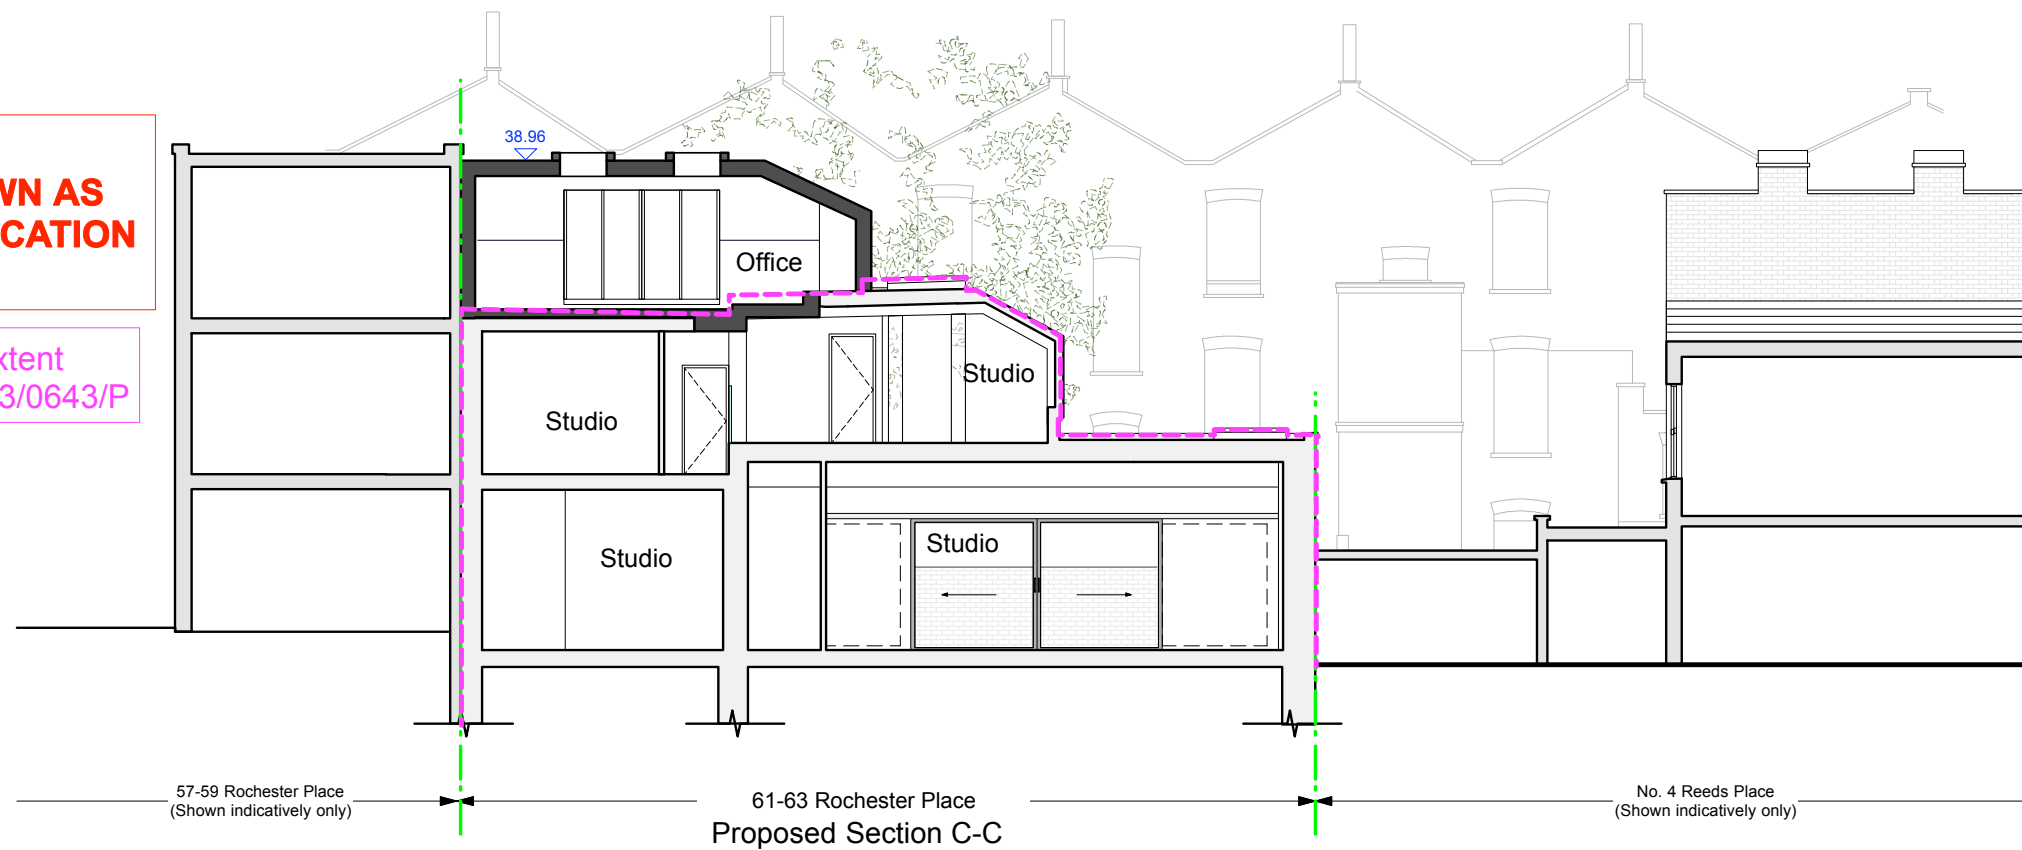 38.96
WN AS
CATION
xtent
3/0643/P
Office
Studio
Studio
Studio
Studio
57-59 Rochester Place
(Shown indicatively only)
61-63 Rochester Place
Proposed Section C-C
No. 4 Reeds Place
(Shown indicatively only)